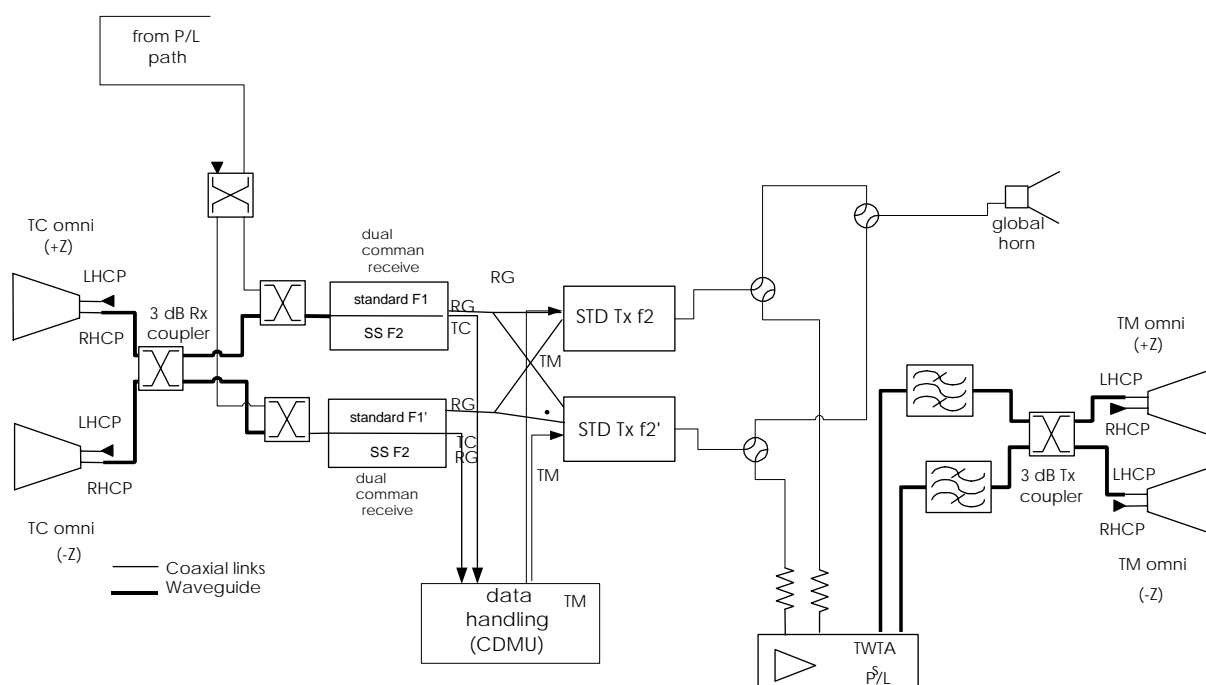 from P/L
path
TC omni
(+Z)
LHCP
RHCP
3 dB Rx
coupler
LHCP
RHCP
TC omni
(-Z)
Coaxial links
Waveguide
dual
comman
receive
standard F1
SS F2
RG
TC
RG
TM
standard F1'
SS F2
RG
TC
RG
TM
dual
comman
receive
STD Tx f2
STD Tx f2'
data
handling
(CDMU)
TM
global
horn
TWTA
s
P/L
3 dB Tx
coupler
TM omni
(+Z)
LHCP
RHCP
LHCP
RHCP
TM omni
(-Z)